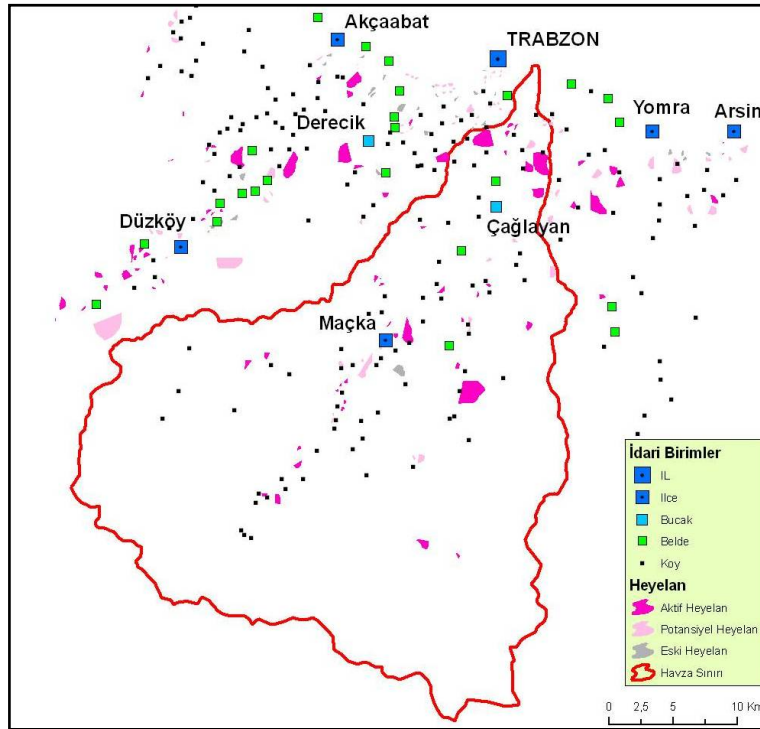 Akçaabat
TRABZON
Yomra
Arsin
Derecik
Düzköy
Çağlayan
Maçka
İdari Birimler
IL
Ilce
Bucak
Belde
Koy
Heyelan
Aktif Heyelan
Potansiyel Heyelan
Eski Heyelan
Havza Sınırı
0 2,5 5 10 Km